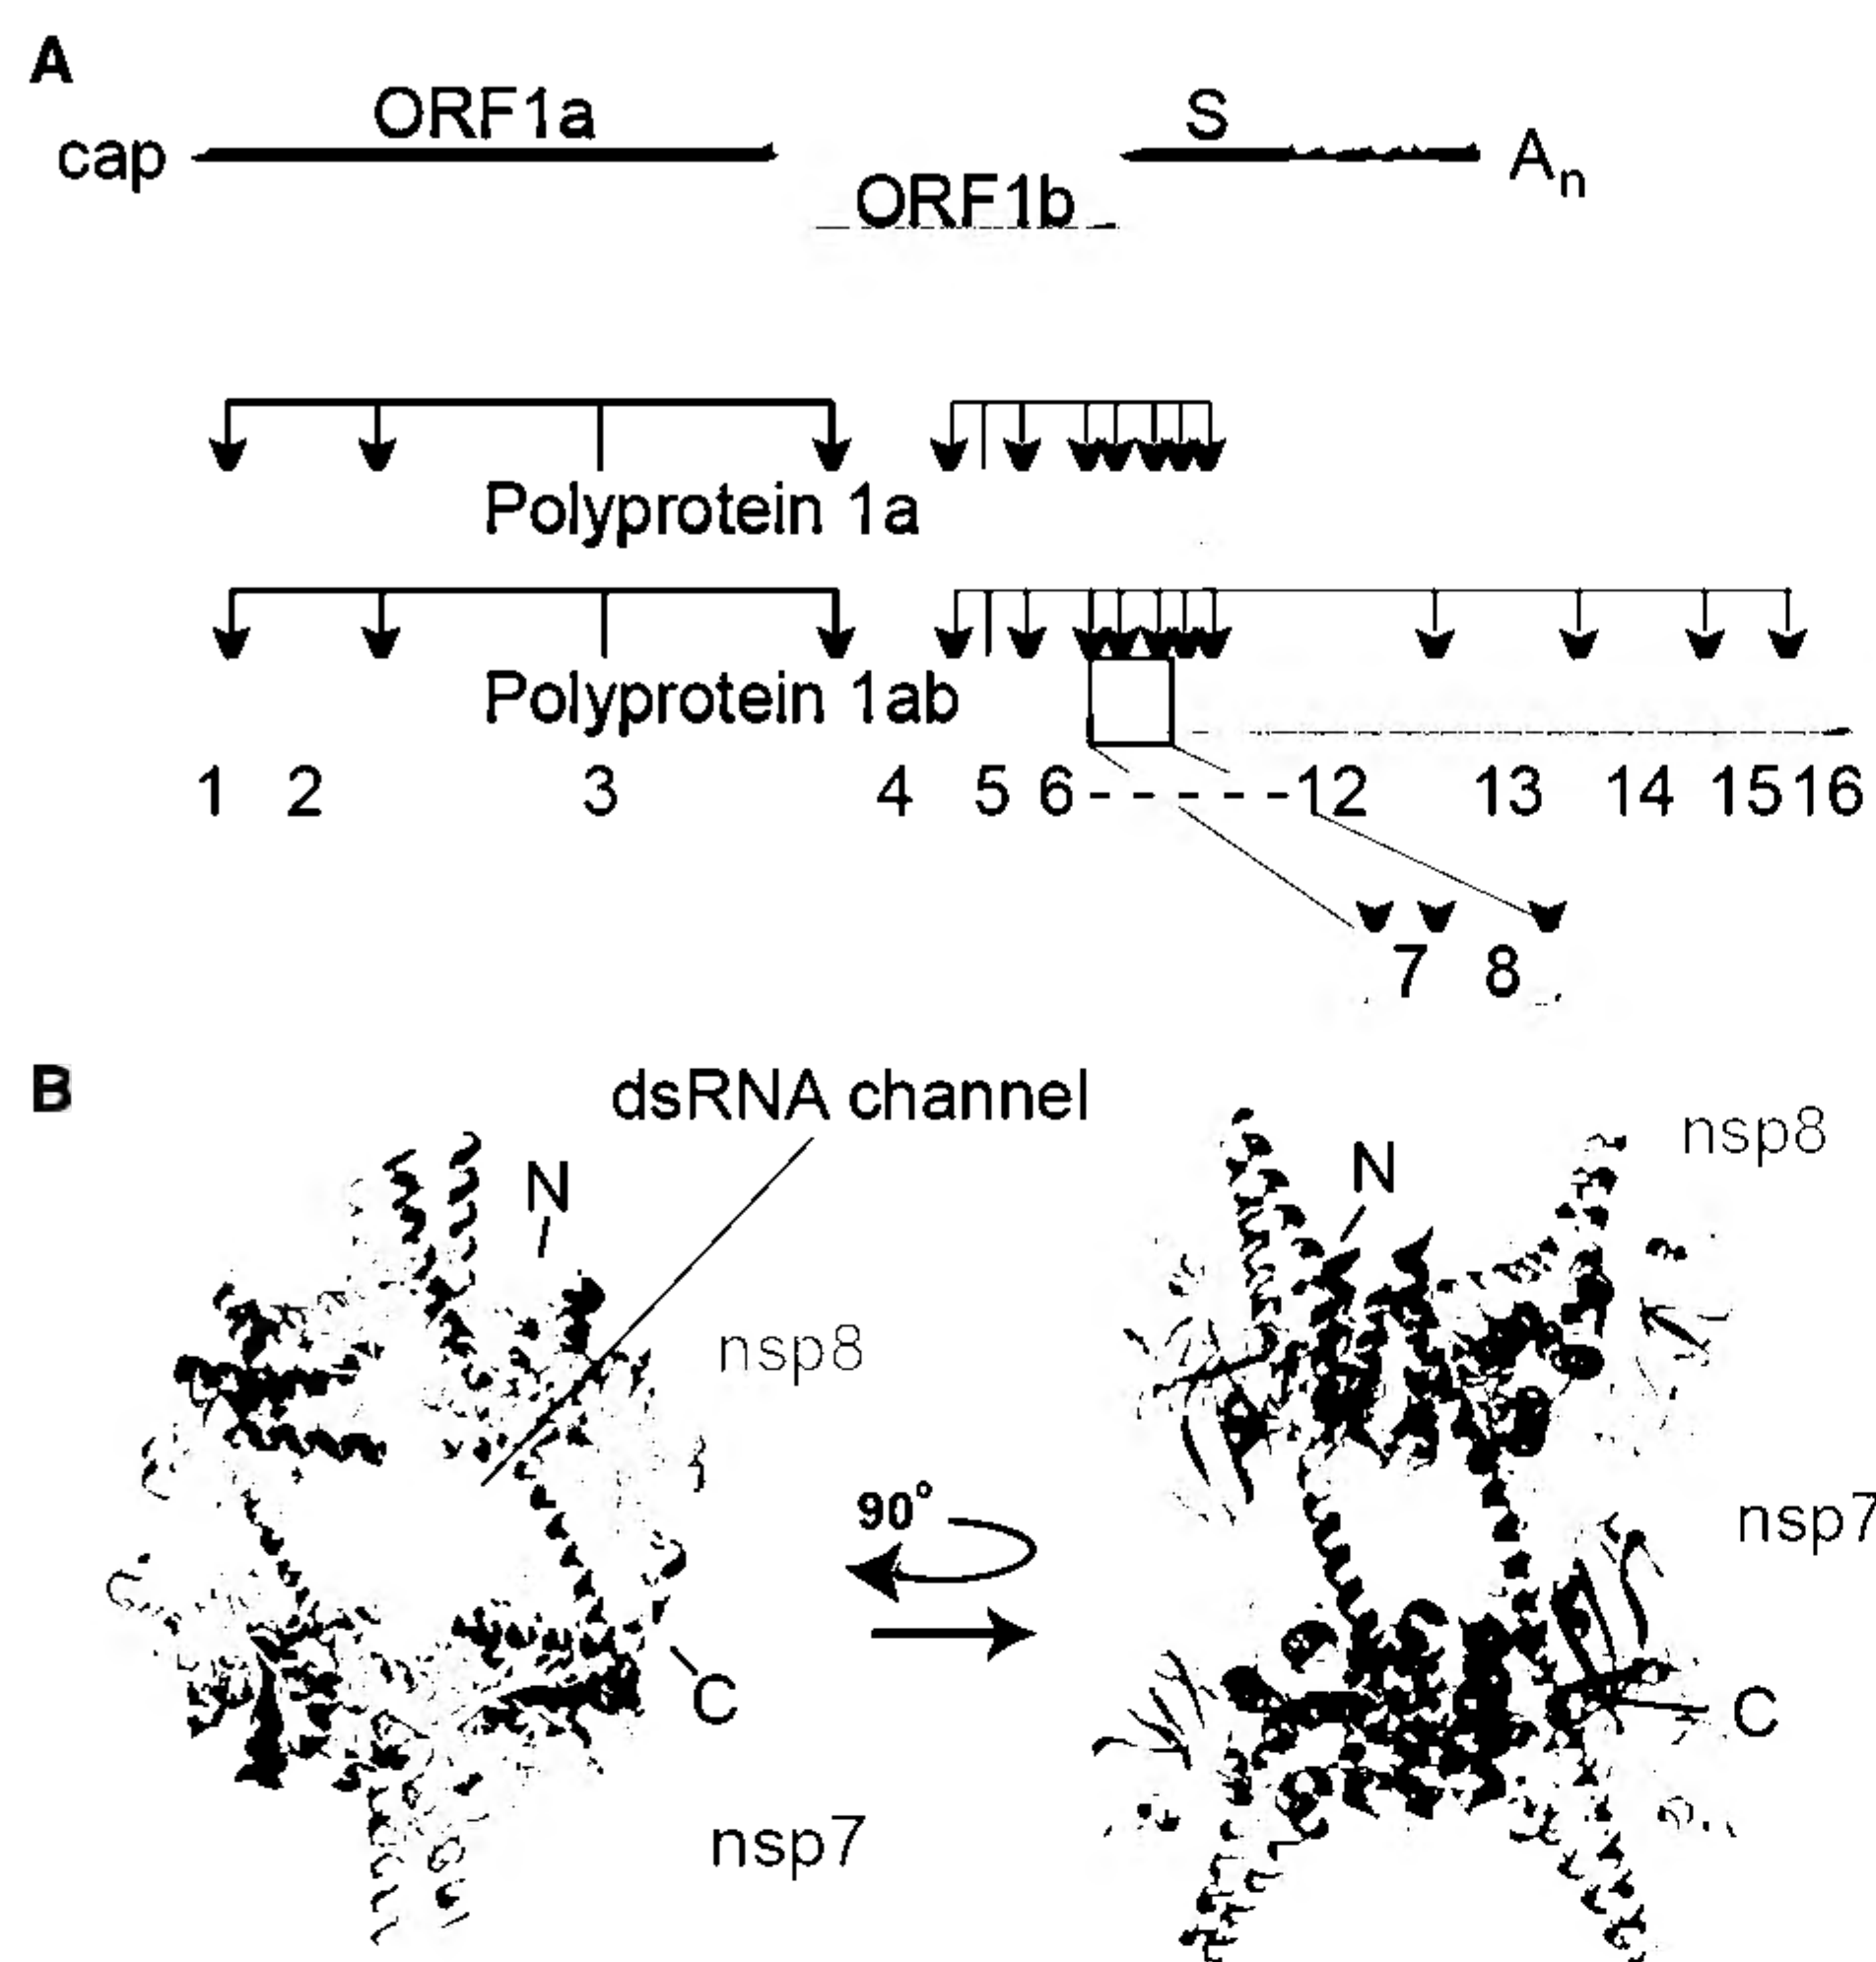 A
ORF1a
S
cap
An
ORF1b
Polyprotein 1a
Polyprotein 1ab
1 2 3 4 5 6 - - - - - 12 13 14 15 16
7 8
B
dsRNA channel
N
nsp8
N
nsp8
90°
nsp7
C
C
nsp7